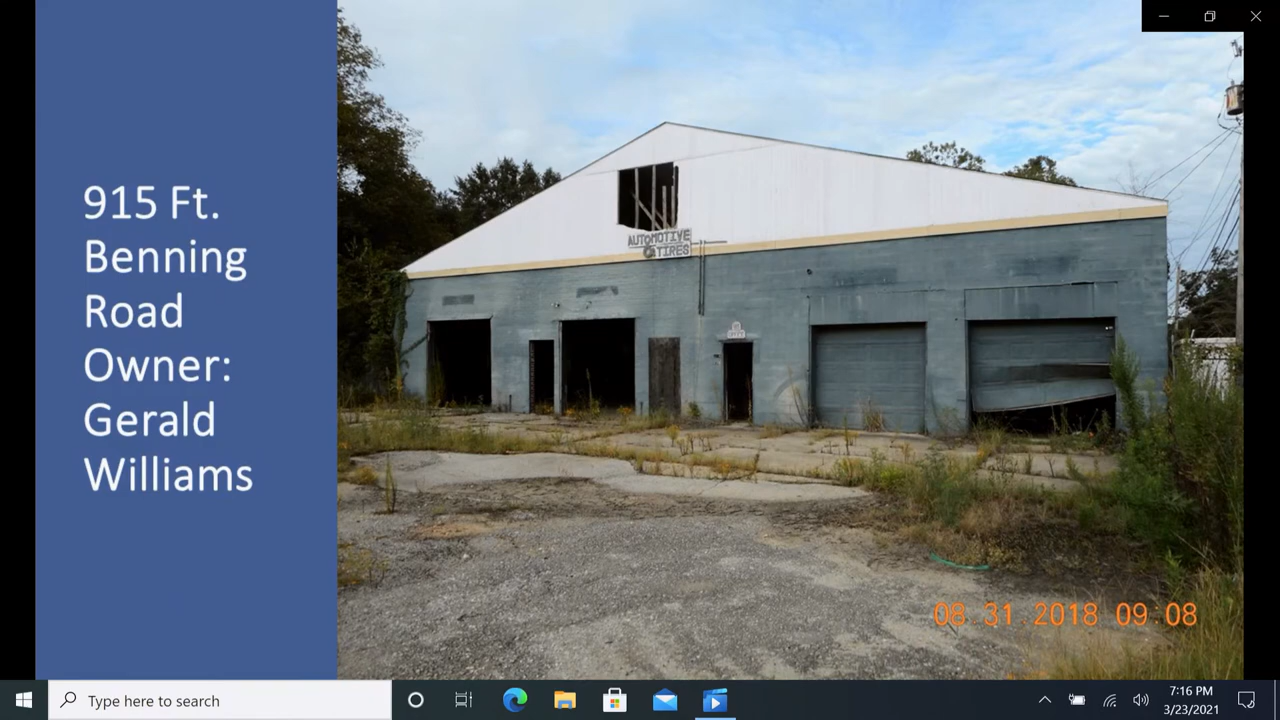 915 Ft.
Benning
Road
Owner:
Gerald
Williams
AUTOMOTIVE
TIRES
08.31.2018 09:08
Type here to search
7:16 PM
3/23/2021